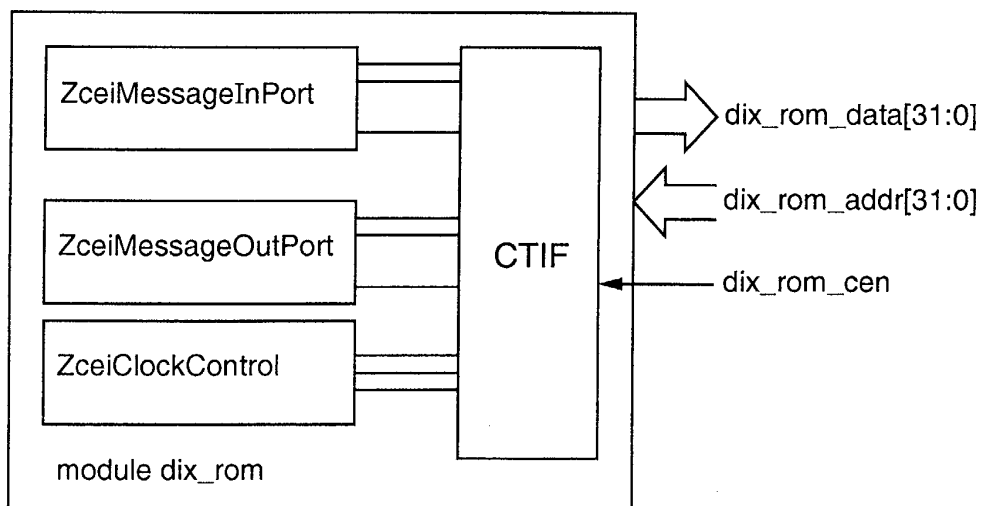 ZceiMessageInPort
dix_rom_data[31:0]
dix_rom_addr[31:0]
ZceiMessageOutPort
CTIF
dix_rom_cen
ZceiClockControl
module dix_rom